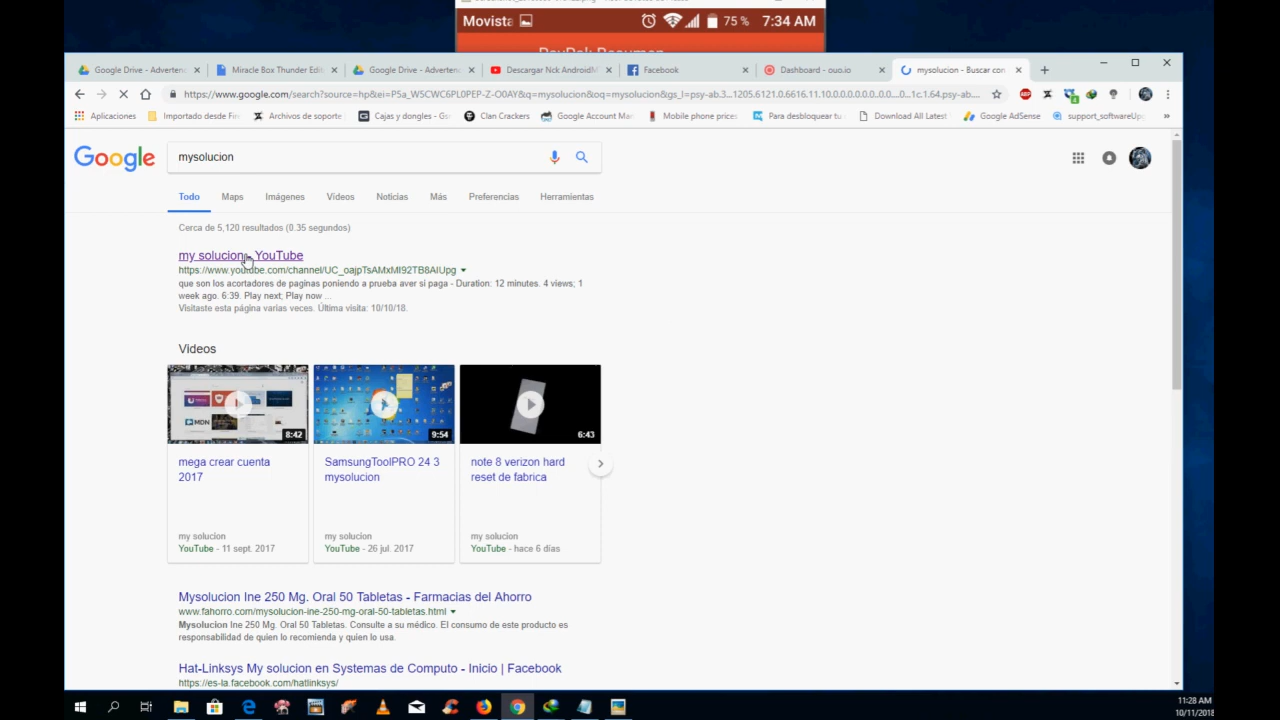 Movista
75 %
7:34 AM
Google Drive - Adverten
Miracle Box Thunder Edit
Google Drive - Adverten
Descargar Nck AndroidM
Facebook
Dashboard - ouo.io
mysolucion - Buscar con
Aplicaciones
Importado desde Fire
Archivos de soporte
Cajas y dongles - Gs
Clan Crackers
Google Account Ma
Mobile phone prices
Para desbloquear tu
Download All Latest
Google AdSense
support_softwareUp
»
Google
mysolucion
Todo
Maps
Imágenes
Vídeos
Noticias
Más
Preferencias
Herramientas
Cerca de 5,120 resultados (0.35 segundos)
my solucion - YouTube
https://www.youtube.com/channel/UC_oajpTsAMxMI92TB8AIUpg
que son los acortadores de paginas poniendo a prueba aver si paga - Duration: 12 minutes. 4 views; 1
week ago. 6:39. Play next; Play now ...
Visitaste esta página varias veces. Última visita: 10/10/18.
Videos
MDN
8:42
9:54
6:43
mega crear cuenta
2017
SamsungToolPRO 24 3
mysolucion
note 8 verizon hard
reset de fabrica
my solucion
YouTube - 11 sept. 2017
my solucion
YouTube - 26 jul. 2017
my solucion
YouTube - hace 6 días
Mysolucion Ine 250 Mg. Oral 50 Tabletas - Farmacias del Ahorro
www.fahorro.com/mysolucion-ine-250-mg-oral-50-tabletas.html
Mysolucion Ine 250 Mg. Oral 50 Tabletas. Consulte a su médico. El consumo de este producto es
responsabilidad de quien lo recomienda y quien lo usa.
Hat-Linksys My solucion en Systemas de Computo - Inicio | Facebook
https://es-la.facebook.com/hatlinksys/
11:28 AM
10/11/2018